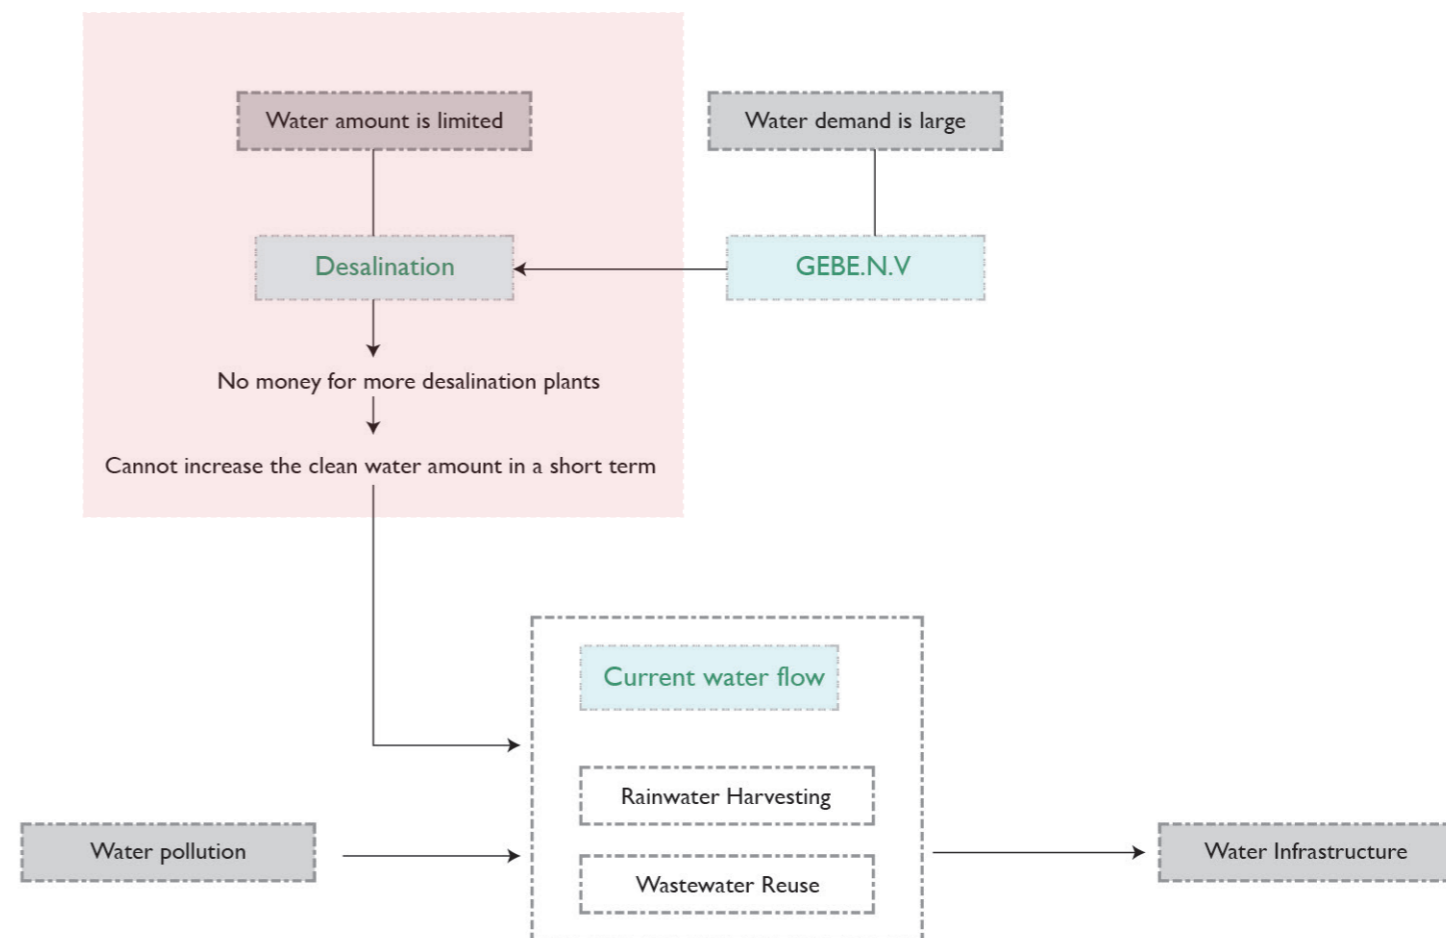 Water amount is limited
Water demand is large
Desalination
GEBE.N.V
No money for more desalination plants
Cannot increase the clean water amount in a short term
Current water flow
Rainwater Harvesting
Water pollution
Water Infrastructure
Wastewater Reuse